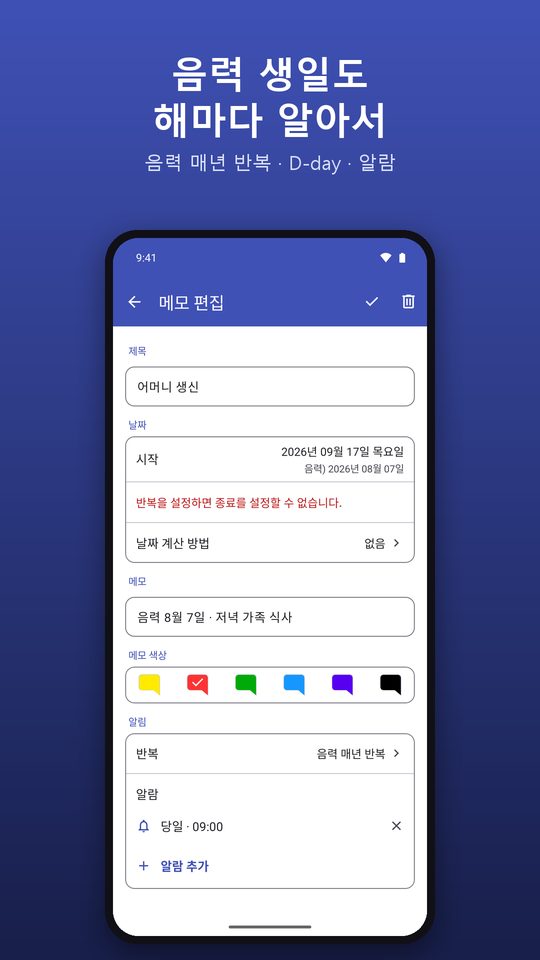 음력 생일도
해마다 알아서
음력 매년 반복 · D-day · 알람
9:41
메모 편집
제목
어머니 생신
날짜
시작
2026년 09월 17일 목요일
음력) 2026년 08월 07일
반복을 설정하면 종료를 설정할 수 없습니다.
날짜 계산 방법 없음
메모
음력 8월 7일 · 저녁 가족 식사
메모 색상
알림
반복 음력 매년 반복
알람
당일 · 09:00
알람 추가